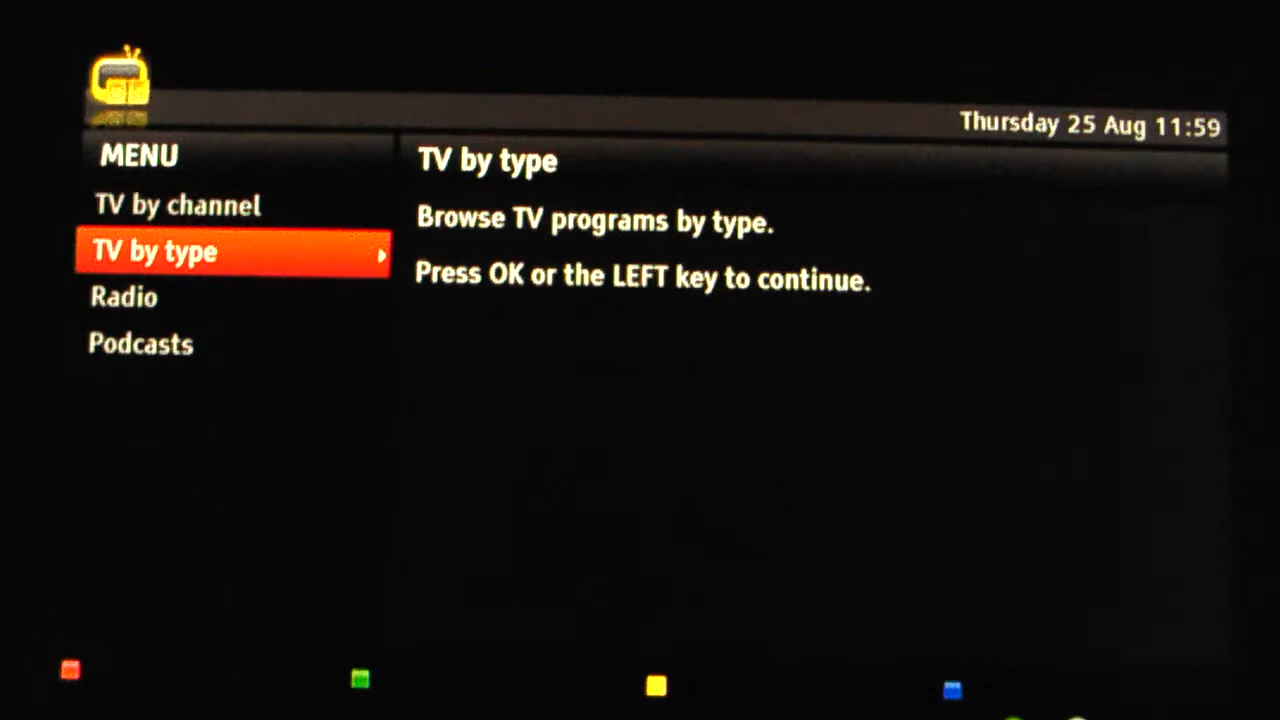 Thursday 25 Aug 11:59
MENU
TV by channel
TV by type
Radio
Podcasts
TV by type
Browse TV programs by type.
Press OK or the LEFT key to continue.